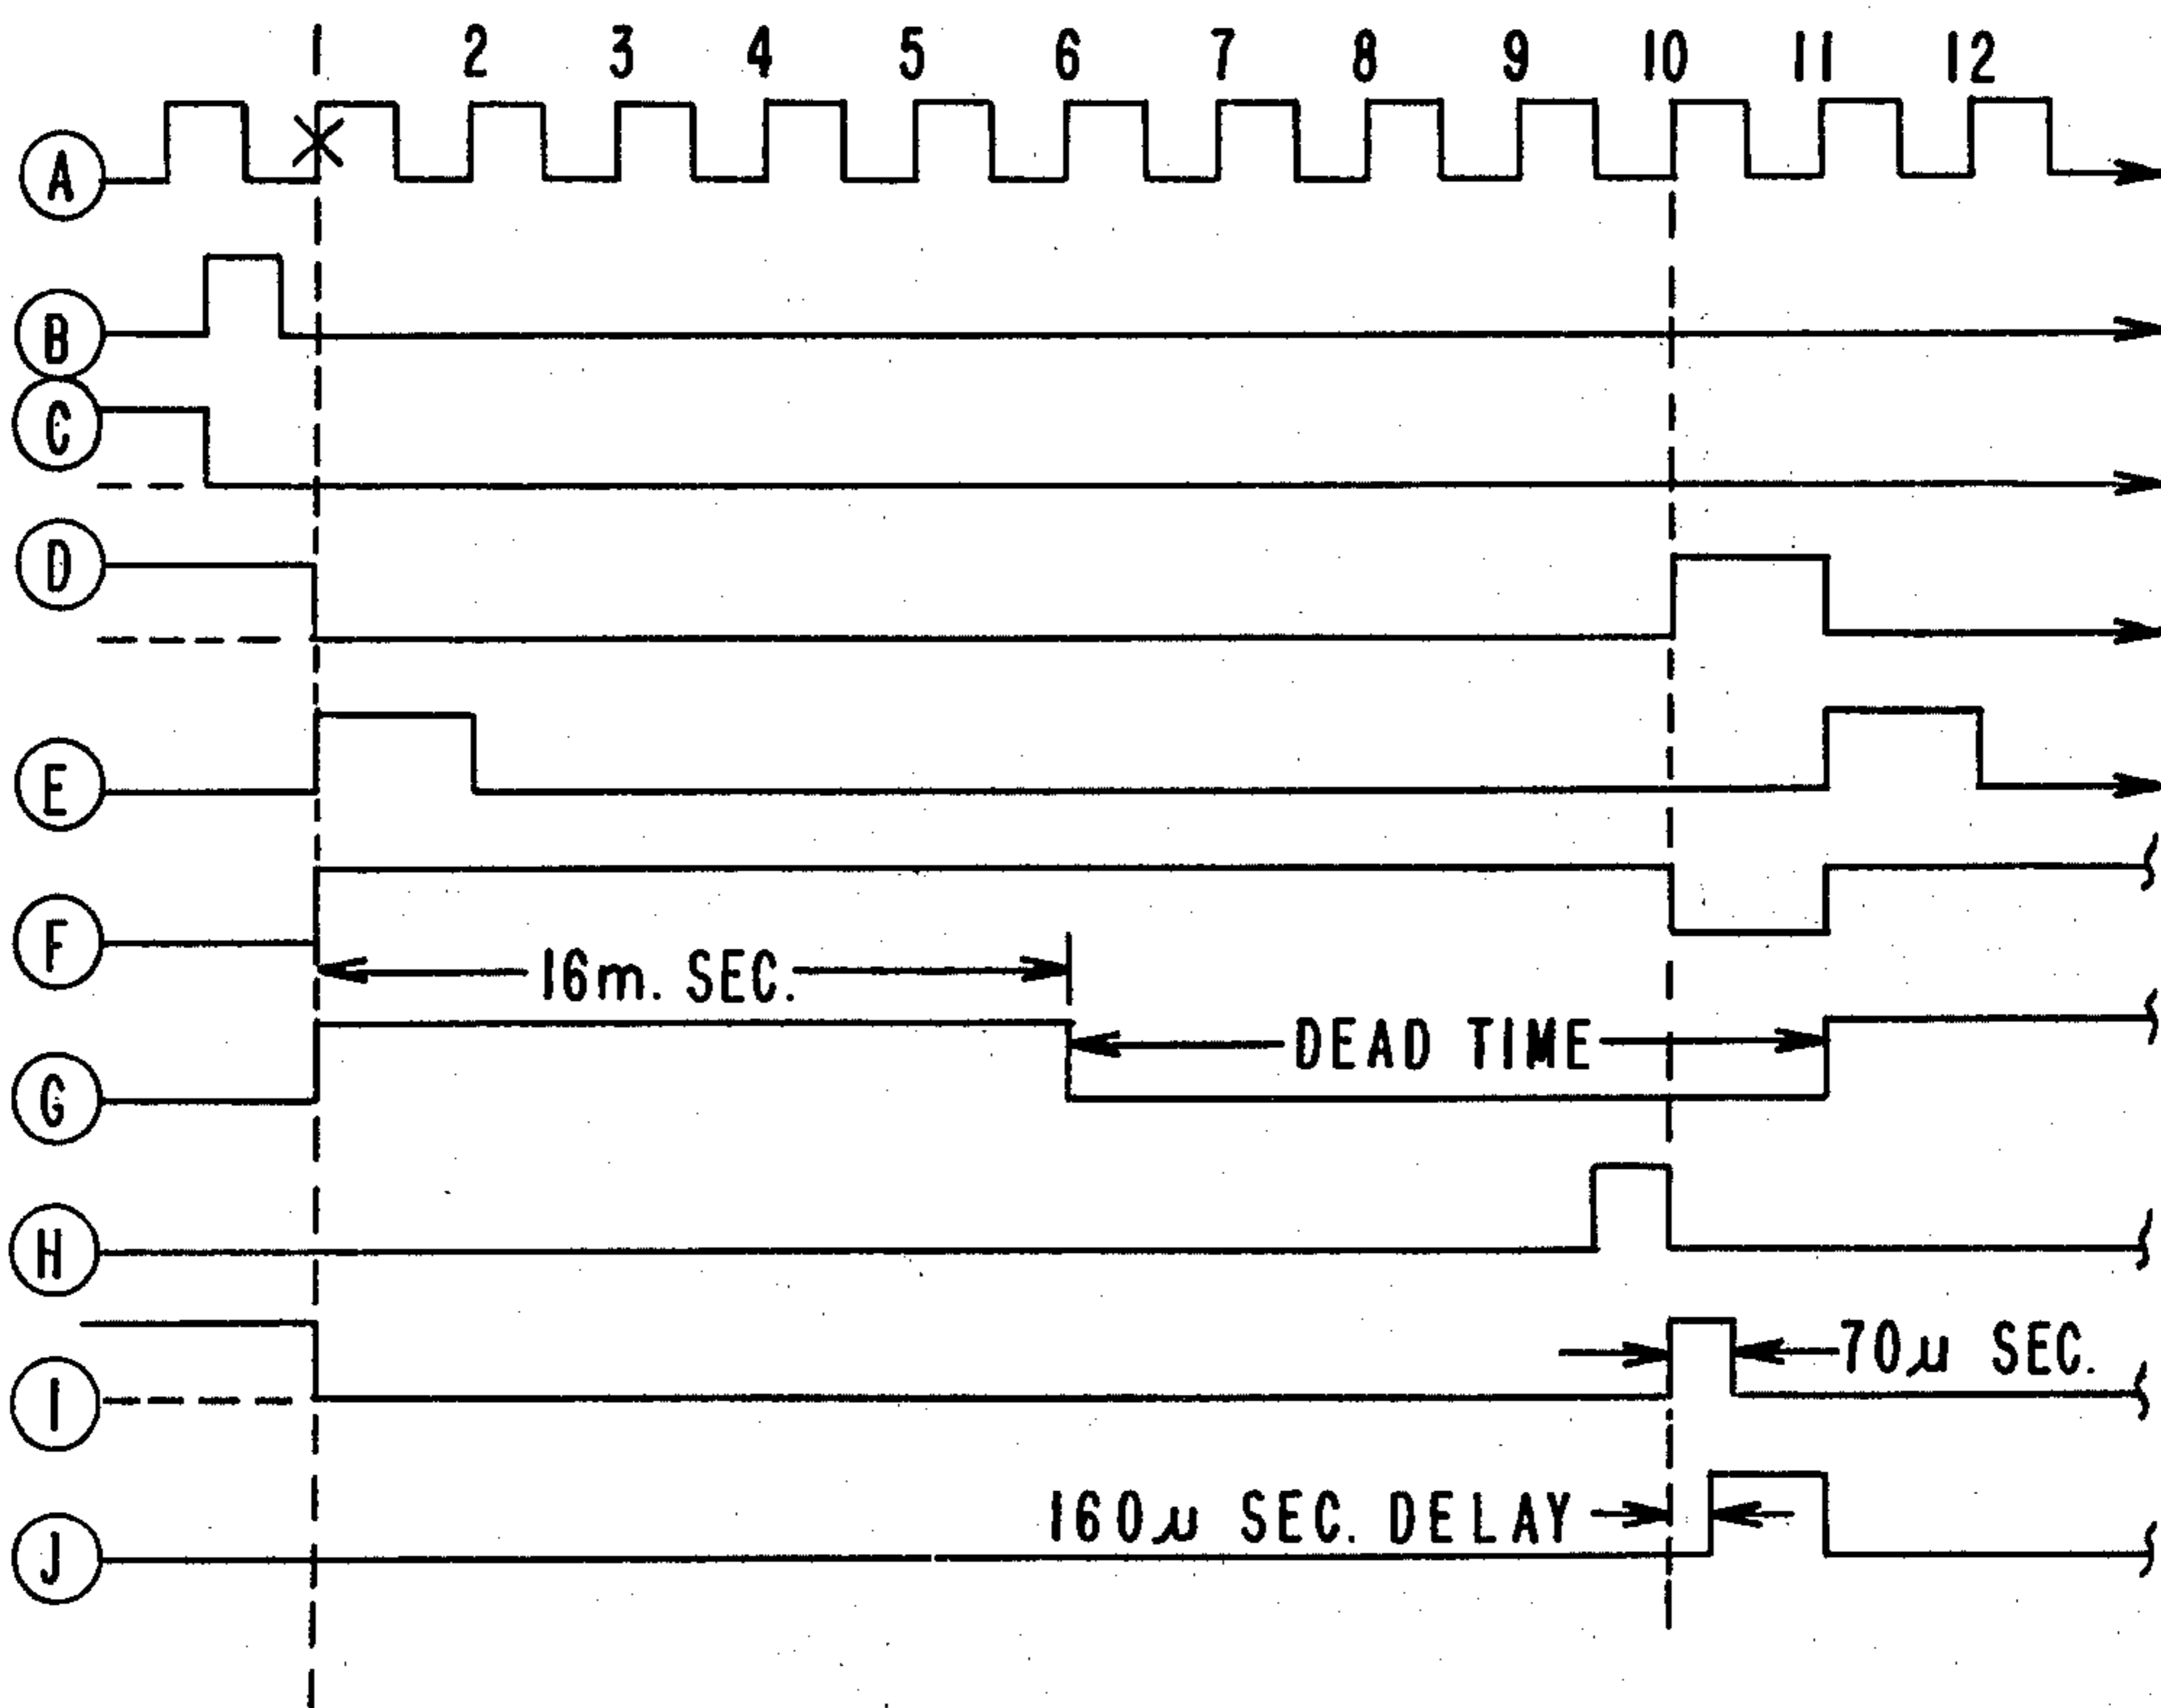 1 2 3 4 5 6 7 8 9 10 11 12
A
B
C
D
E
F
16m. SEC.
DEAD TIME
G
H
70μ SEC.
I
160μ SEC. DELAY
J